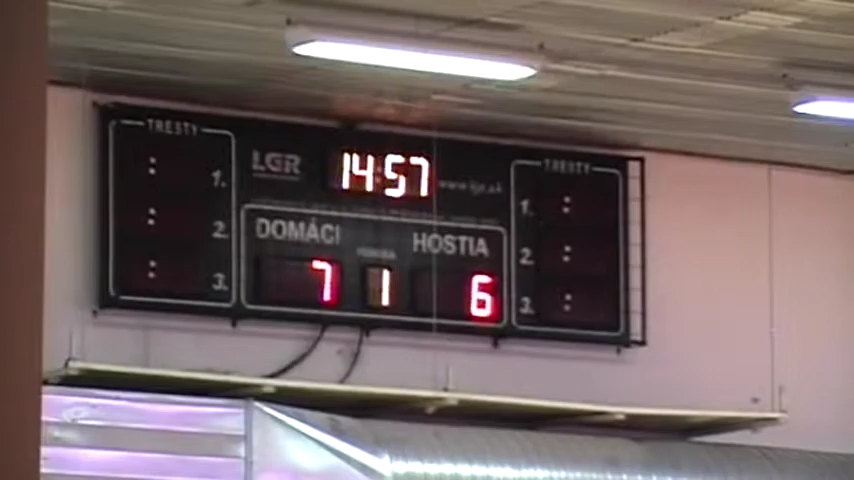 TRESTY
LGR
14:57
www.lgr.sk
TRESTY
1.
2.
3.
DOMÁCI
HOSTIA
7
1
6
1.
2.
3.